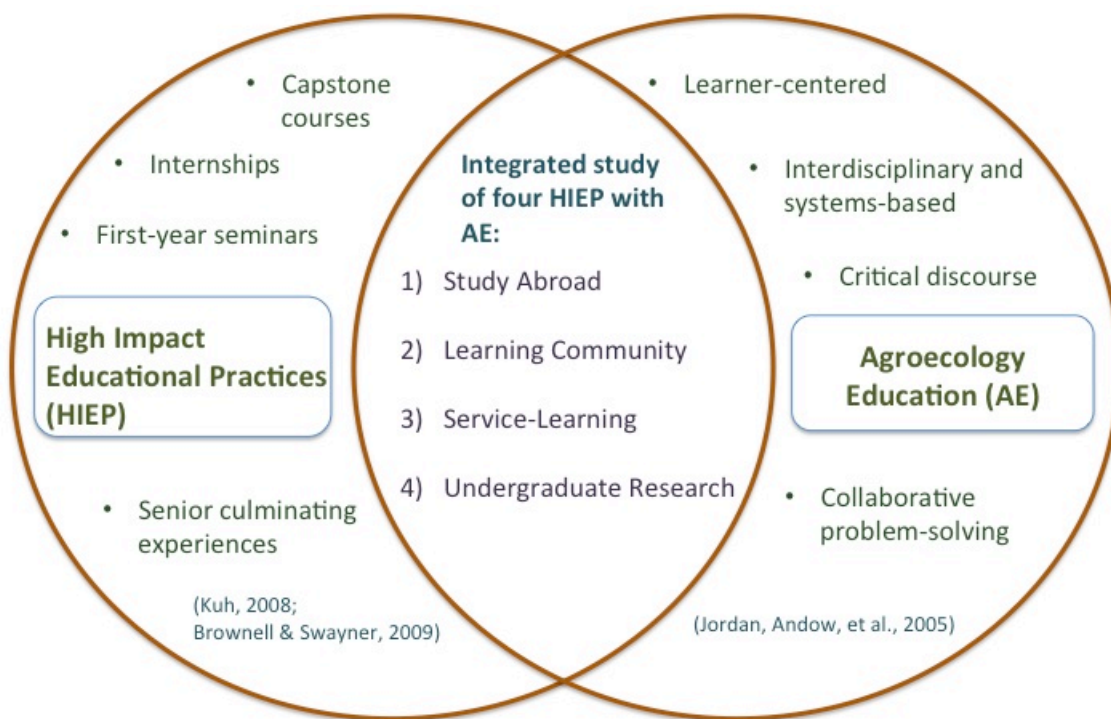 • Capstone
courses
• Internships
• First-year seminars
High Impact
Educational Practices
(HIEP)
• Senior culminating
experiences
(Kuh, 2008;
Brownell & Swayner, 2009)
Integrated study
of four HIEP with
AE:
1) Study Abroad
2) Learning Community
3) Service-Learning
4) Undergraduate Research
• Learner-centered
• Interdisciplinary and
systems-based
• Critical discourse
Agroecology
Education (AE)
• Collaborative
problem-solving
(Jordan, Andow, et al., 2005)